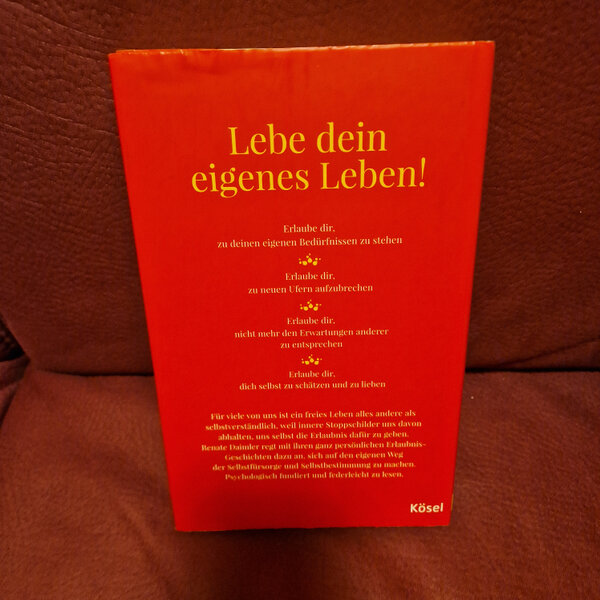 Lebe dein
eigenes Leben!
Erlaube dir,
zu deinen eigenen Bedürfnissen zu stehen
Erlaube dir,
zu neuen Ufern aufzubrechen
Erlaube dir,
nicht mehr den Erwartungen anderer
zu entsprechen
Erlaube dir,
dich selbst zu schätzen und zu lieben
Für viele von uns ist ein freies Leben alles andere als
selbstverständlich, weil innere Stoppschilder uns davon
abhalten, uns selbst die Erlaubnis dafür zu geben.
Renate Daimler regt mit ihren ganz persönlichen Erlaubnis-
Geschichten dazu an, sich auf den eigenen Weg
der Selbstfürsorge und Selbstbestimmung zu machen.
Psychologisch fundiert und federleicht zu lesen.
Kösel